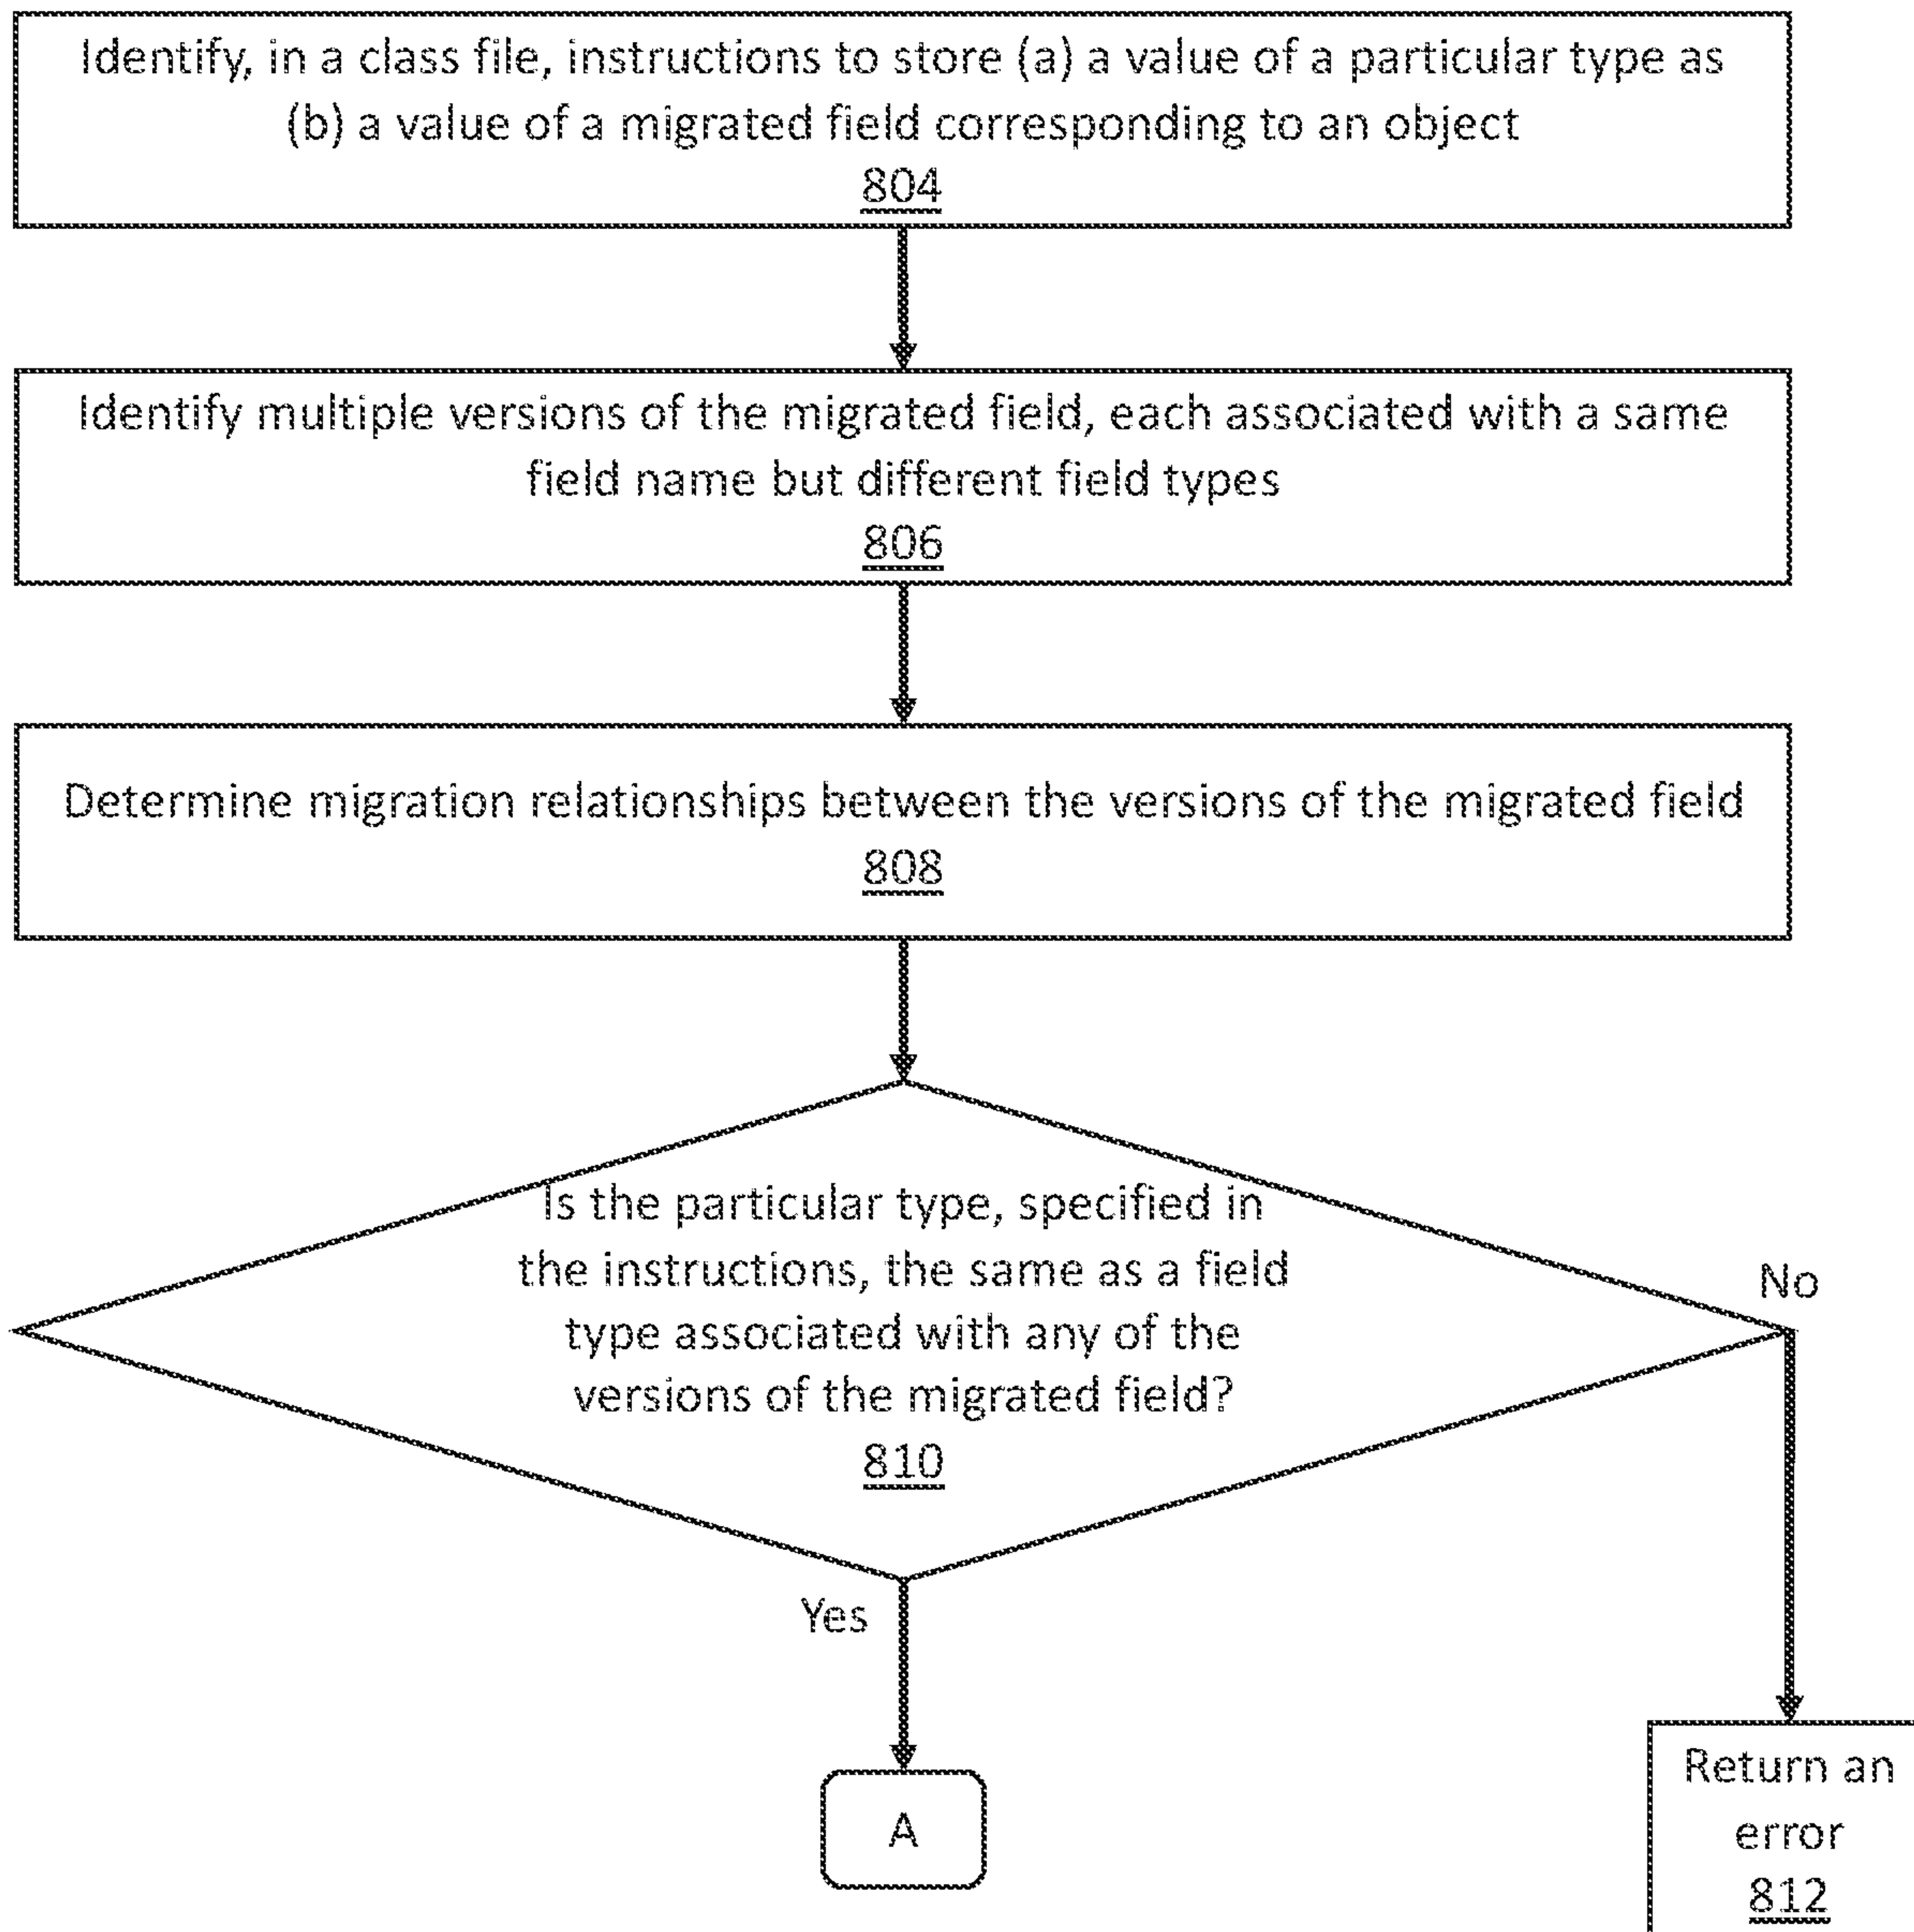 Identify, in a class file, instructions to store (a) a value of a particular type as
(b) a value of a migrated field corresponding to an object
804
Identify multiple versions of the migrated field, each associated with a same
field name but different field types
806
Determine migration relationships between the versions of the migrated field
808
Is the particular type, specified in
the instructions, the same as a field
type associated with any of the
versions of the migrated field?
810
No
Yes
A
Return an
error
812